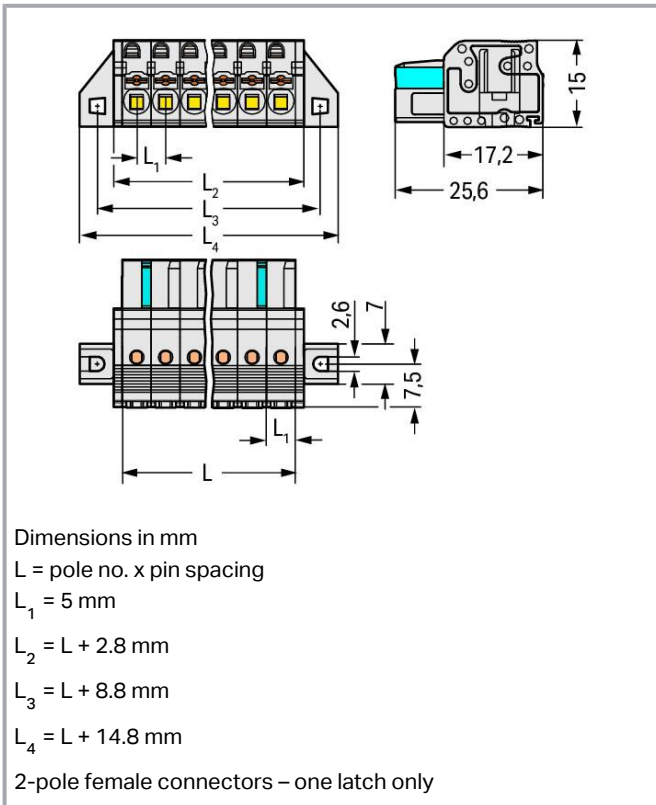 L₁
L₂
L₃
L₄
15
17,2
25,6
2,6
7
7,5
L₁
L
Dimensions in mm
L = pole no. x pin spacing
L₁ = 5 mm
L₂ = L + 2.8 mm
L₃ = L + 8.8 mm
L₄ = L + 14.8 mm
2-pole female connectors – one latch only